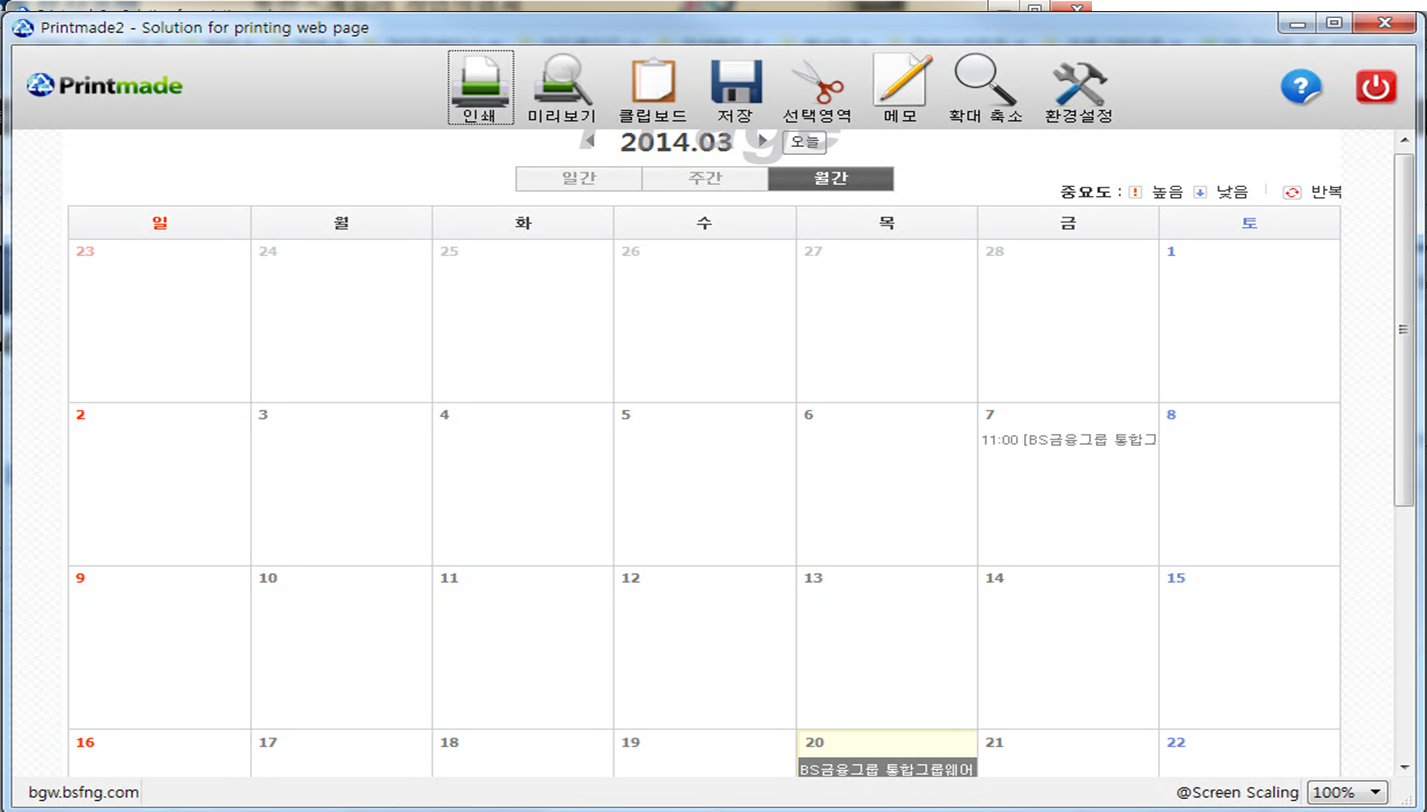 Printmade2 - Solution for printing web page
Printmade
인쇄 미리보기 클립보드 저장 선택영역 메모 확대 축소 환경설정
2014.03 오늘
일간 주간 월간
중요도 : 높음 낮음 반복
일 월 화 수 목 금 토
23 24 25 26 27 28 1
2 3 4 5 6 7 8
11:00 [BS금융그룹 통합그
9 10 11 12 13 14 15
16 17 18 19 20 21 22
BS금융그룹 통합그룹웨어
bgw.bsfng.com @Screen Scaling 100%